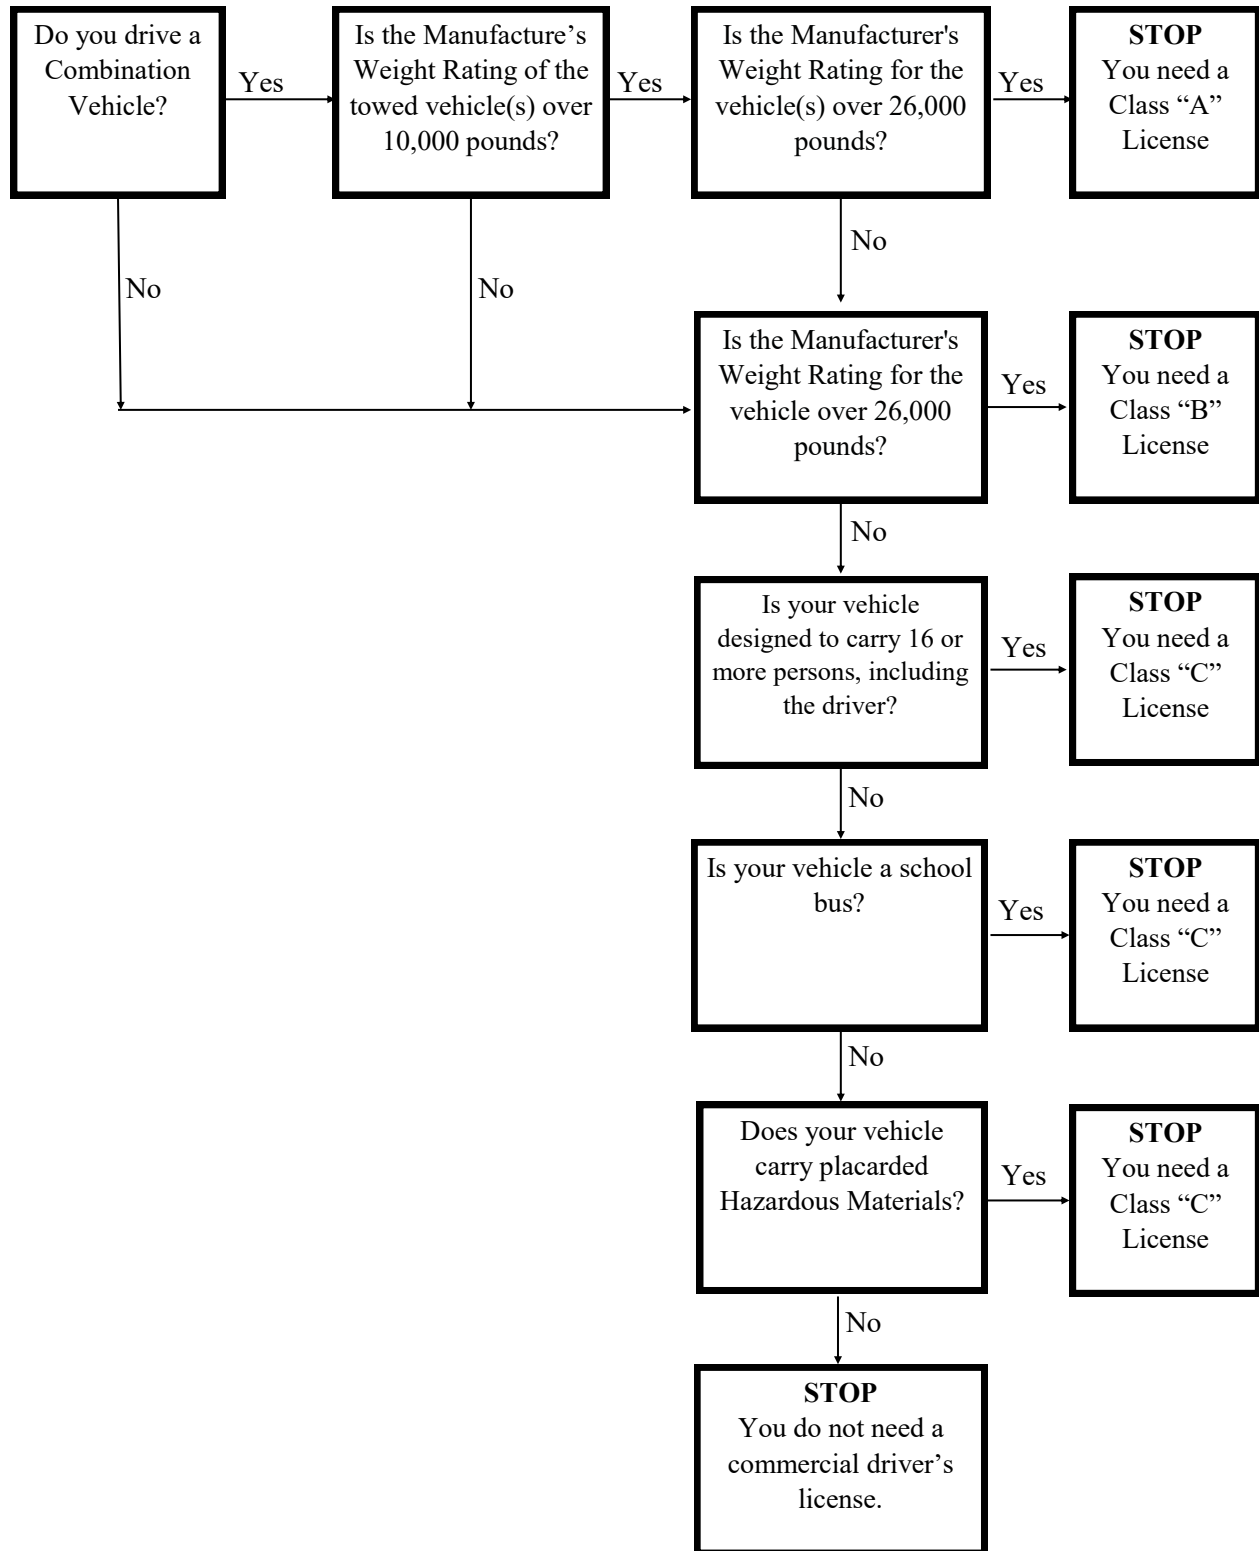 Do you drive a
Combination
Vehicle?
Yes
Is the Manufacture’s
Weight Rating of the
towed vehicle(s) over
10,000 pounds?
Yes
Is the Manufacturer's
Weight Rating for the
vehicle(s) over 26,000
pounds?
Yes
STOP
You need a
Class “A”
License
No
No
No
Is the Manufacturer's
Weight Rating for the
vehicle over 26,000
pounds?
Yes
STOP
You need a
Class “B”
License
No
Is your vehicle
designed to carry 16 or
more persons, including
the driver?
Yes
STOP
You need a
Class “C”
License
No
Is your vehicle a school
bus?
Yes
STOP
You need a
Class “C”
License
No
Does your vehicle
carry placarded
Hazardous Materials?
Yes
STOP
You need a
Class “C”
License
No
STOP
You do not need a
commercial driver’s
license.